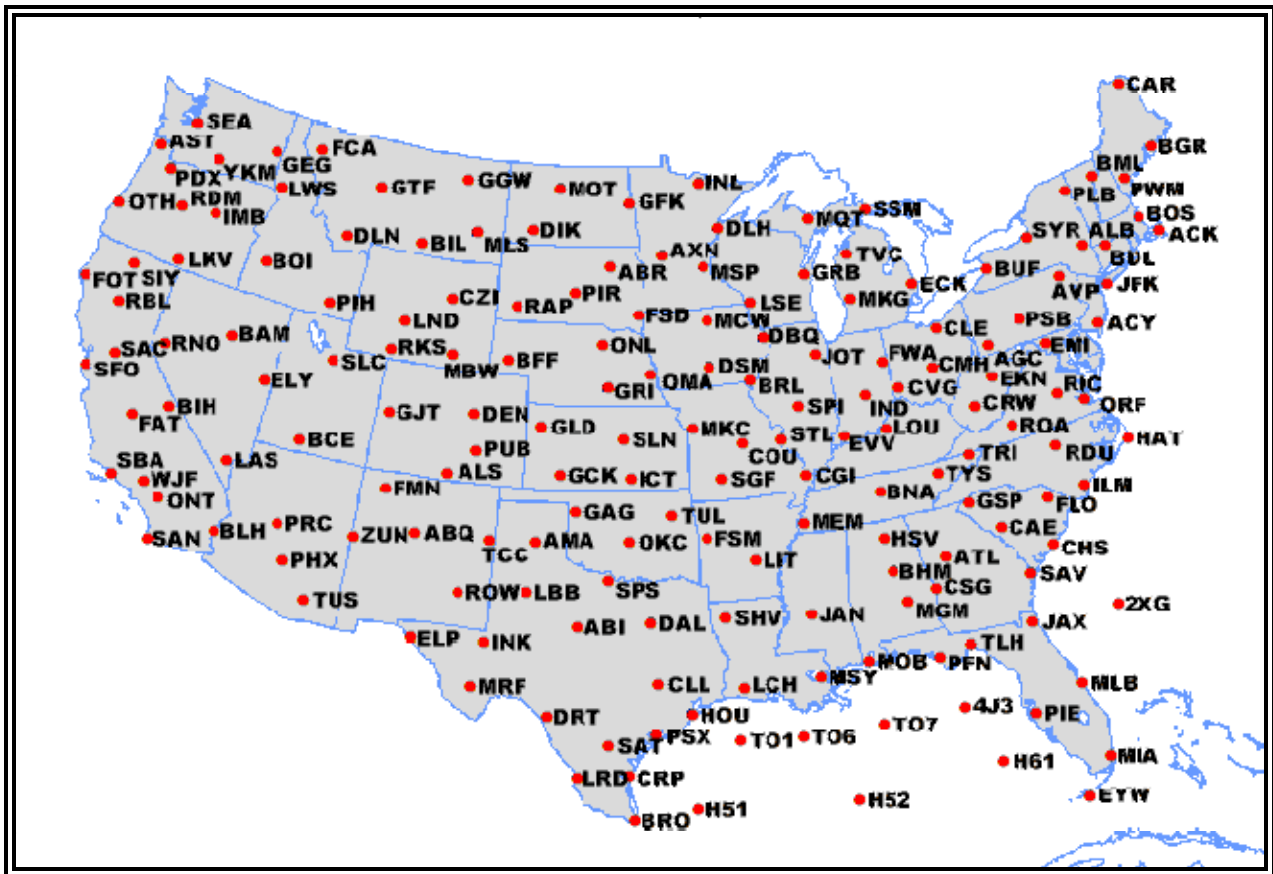 CAR
SEA
AST
FCA
BGR
YKM
GEG
BML
PDX
LWS
GTF
GGW
MOT
INL
PLB
PWM
OTH
RDM
IMB
GFK
MQT
SSM
BOS
DLN
BIL
MLS
DIK
DLH
SYR
ALB
ACK
FOT
SIY
LKV
BOI
AXN
TVC
BUL
ABR
MSP
GRB
ECK
BUF
AVP
JFK
RBL
PIH
CZI
RAP
PIR
LSE
MKG
LND
FSD
MCW
CLE
PSB
ACY
SAC
RNO
BAM
DBQ
SFO
SLC
RKS
MBW
BFF
ONL
DSM
JOT
FWA
CMH
AGC
EMI
ELY
GRI
OMA
BRL
CVG
EKN
RIC
FAT
BIH
GJT
DEN
SPI
IND
CRW
ORF
BCE
PUB
GLD
SLN
MKC
COU
STL
EVV
LOU
ROA
HAT
SBA
LAS
ALS
TRI
RDU
WJF
ONT
FMN
GCK
ICT
SGF
CGI
BNA
TYS
ILM
SAN
BLH
PRC
GAG
TUL
MEM
GSP
FLO
ZUN
ABQ
TCC
AMA
OKC
FSM
HSV
CAE
CHS
PHX
LIT
ATL
TUS
ROW
LBB
SPS
BHM
CSG
SAV
MGM
2XG
ELP
INK
ABI
DAL
SHV
JAN
JAX
TLH
MRF
CLL
LCH
MSY
MOB
PFN
MLB
DRT
HOU
4J3
PIE
SAT
PSX
TO1
TO6
TO7
LRD
CRP
H61
MIA
BRO
H51
H52
EYW